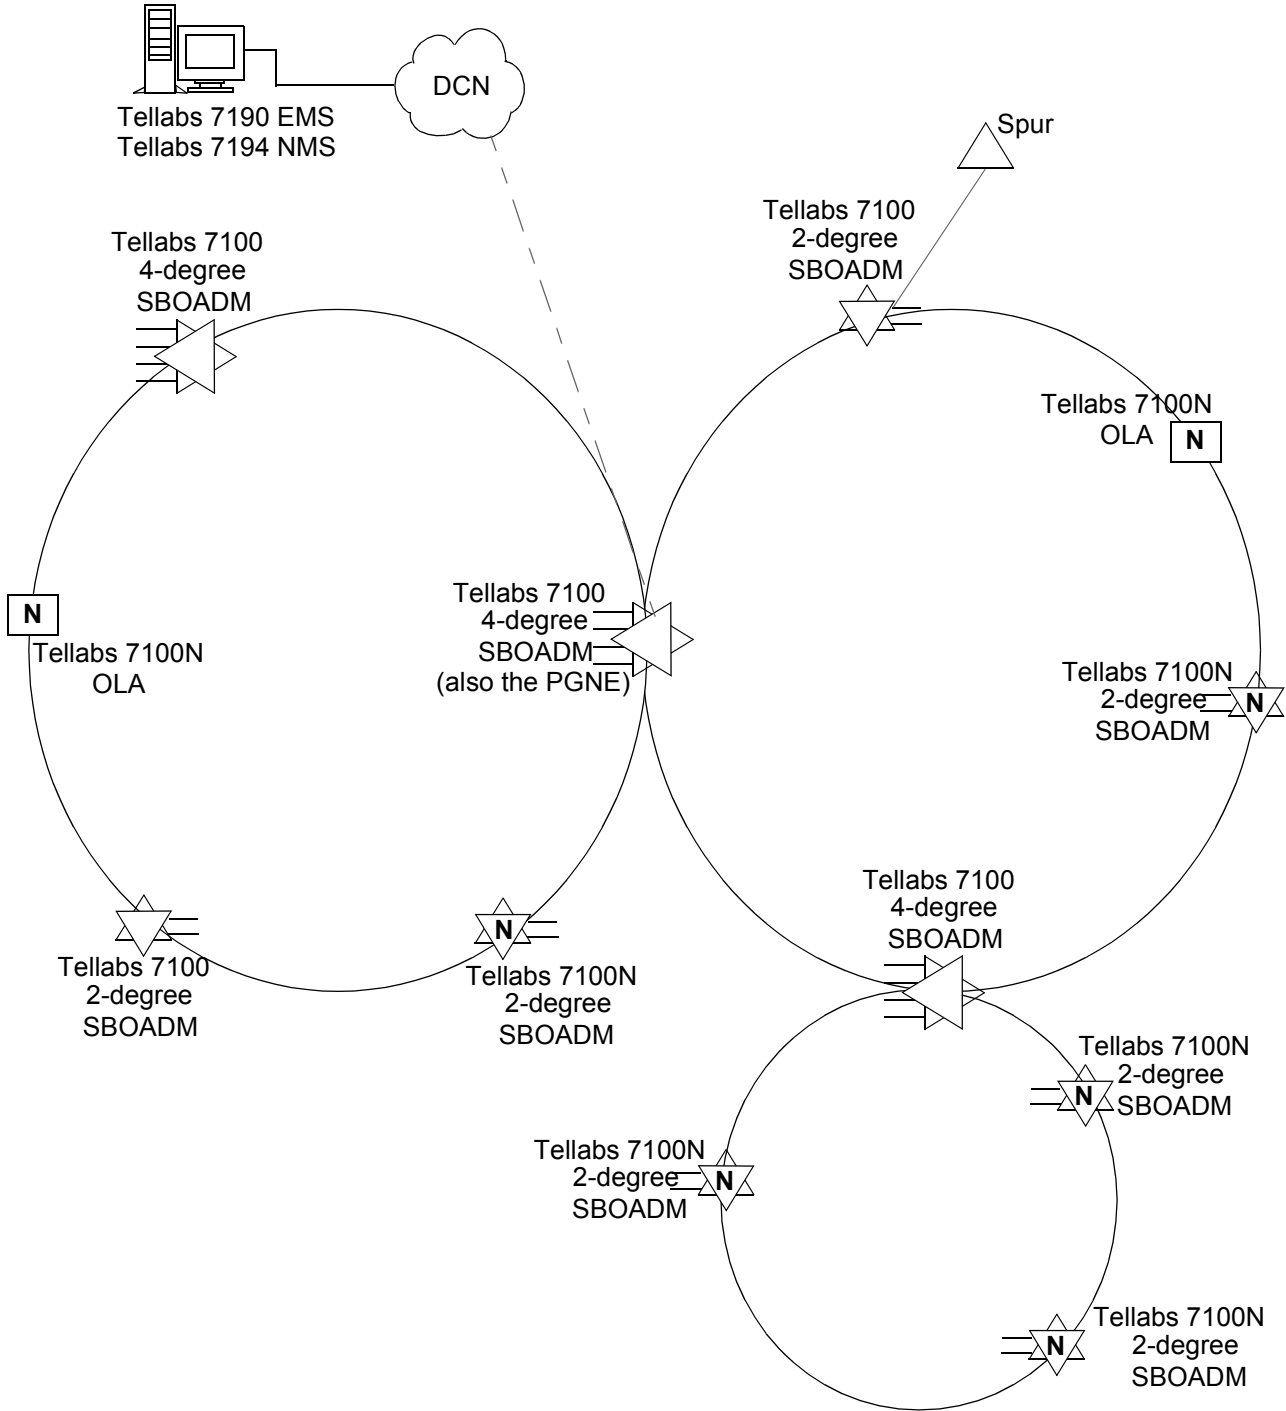 DCN
Tellabs 7190 EMS
Tellabs 7194 NMS
Spur
Tellabs 7100
2-degree
SBOADM
Tellabs 7100
4-degree
SBOADM
Tellabs 7100N
OLA
N
Tellabs 7100
4-degree
SBOADM
(also the PGNE)
N
Tellabs 7100N
OLA
Tellabs 7100N
2-degree
SBOADM
N
Tellabs 7100
4-degree
SBOADM
Tellabs 7100
2-degree
SBOADM
N
Tellabs 7100N
2-degree
SBOADM
Tellabs 7100N
2-degree
SBOADM
N
Tellabs 7100N
2-degree
SBOADM
N
Tellabs 7100N
2-degree
SBOADM
N